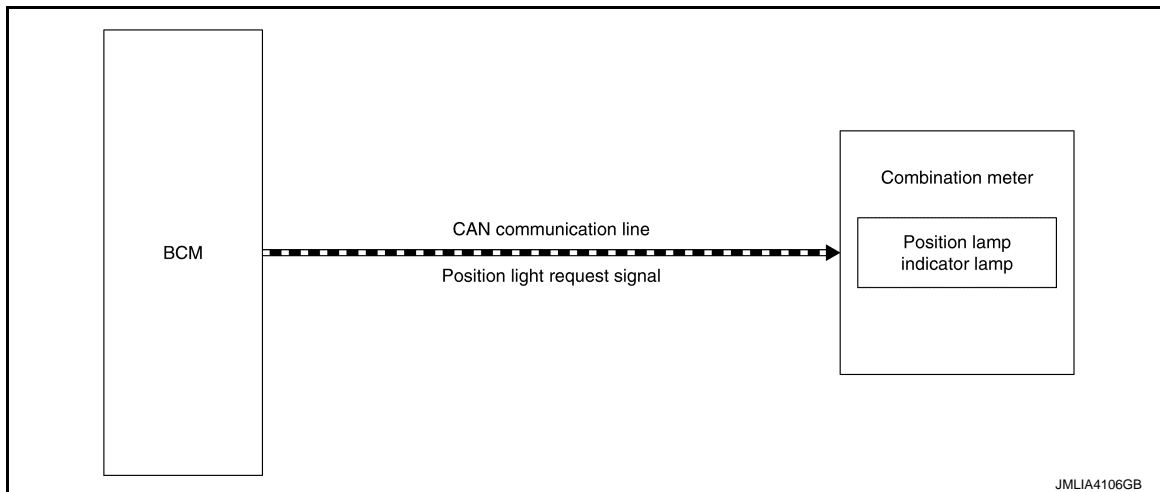 BCM
CAN communication line
Position light request signal
Combination meter
Position lamp
indicator lamp
JMLIA4106GB